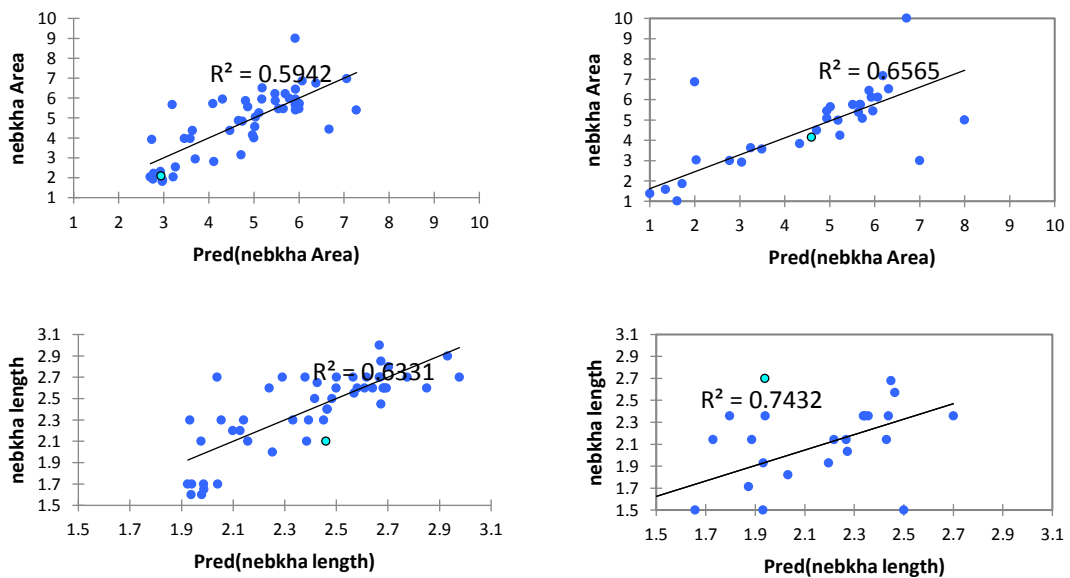 10
9
8
7
6
5
4
3
2
1
nebkha Area
R² = 0.5942
1 2 3 4 5 6 7 8 9 10
Pred(nebkha Area)
10
9
8
7
6
5
4
3
2
1
nebkha Area
R² = 0.6565
1 2 3 4 5 6 7 8 9 10
Pred(nebkha Area)
3.1
2.9
2.7
2.5
2.3
2.1
1.9
1.7
1.5
nebkha length
R² = 0.6331
1.5 1.7 1.9 2.1 2.3 2.5 2.7 2.9 3.1
Pred(nebkha length)
3.1
2.9
2.7
2.5
2.3
2.1
1.9
1.7
1.5
nebkha length
R² = 0.7432
1.5 1.7 1.9 2.1 2.3 2.5 2.7 2.9 3.1
Pred(nebkha length)